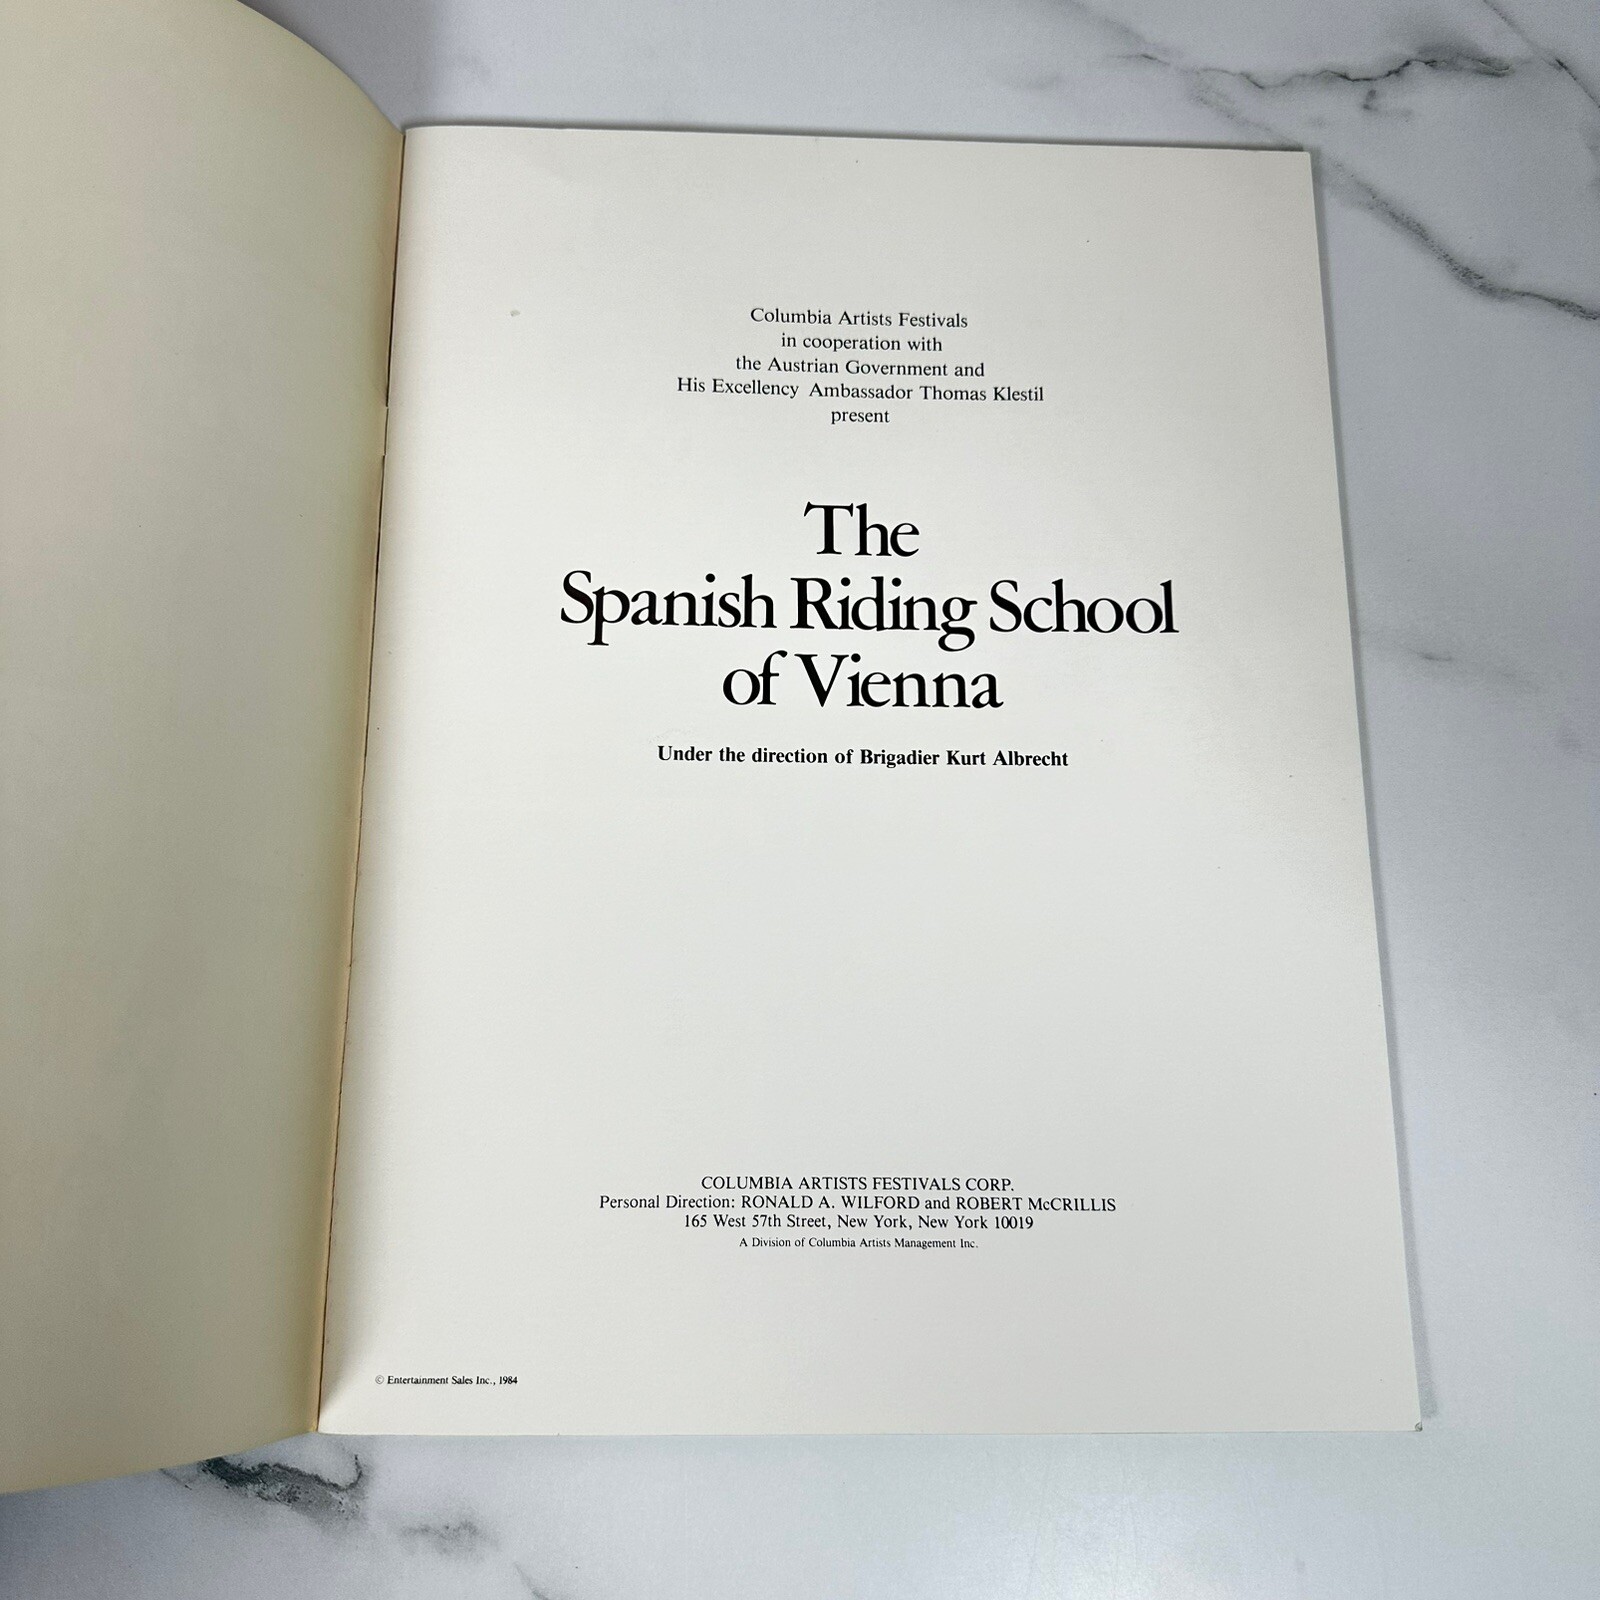 Columbia Artists Festivals
in cooperation with
the Austrian Government and
His Excellency Ambassador Thomas Klestil
present
The
Spanish Riding School
of Vienna
Under the direction of Brigadier Kurt Albrecht
COLUMBIA ARTISTS FESTIVALS CORP.
Personal Direction: RONALD A. WILFORD and ROBERT McCRILLIS
165 West 57th Street, New York, New York 10019
A Division of Columbia Artists Management Inc.
© Entertainment Sales Inc., 1984